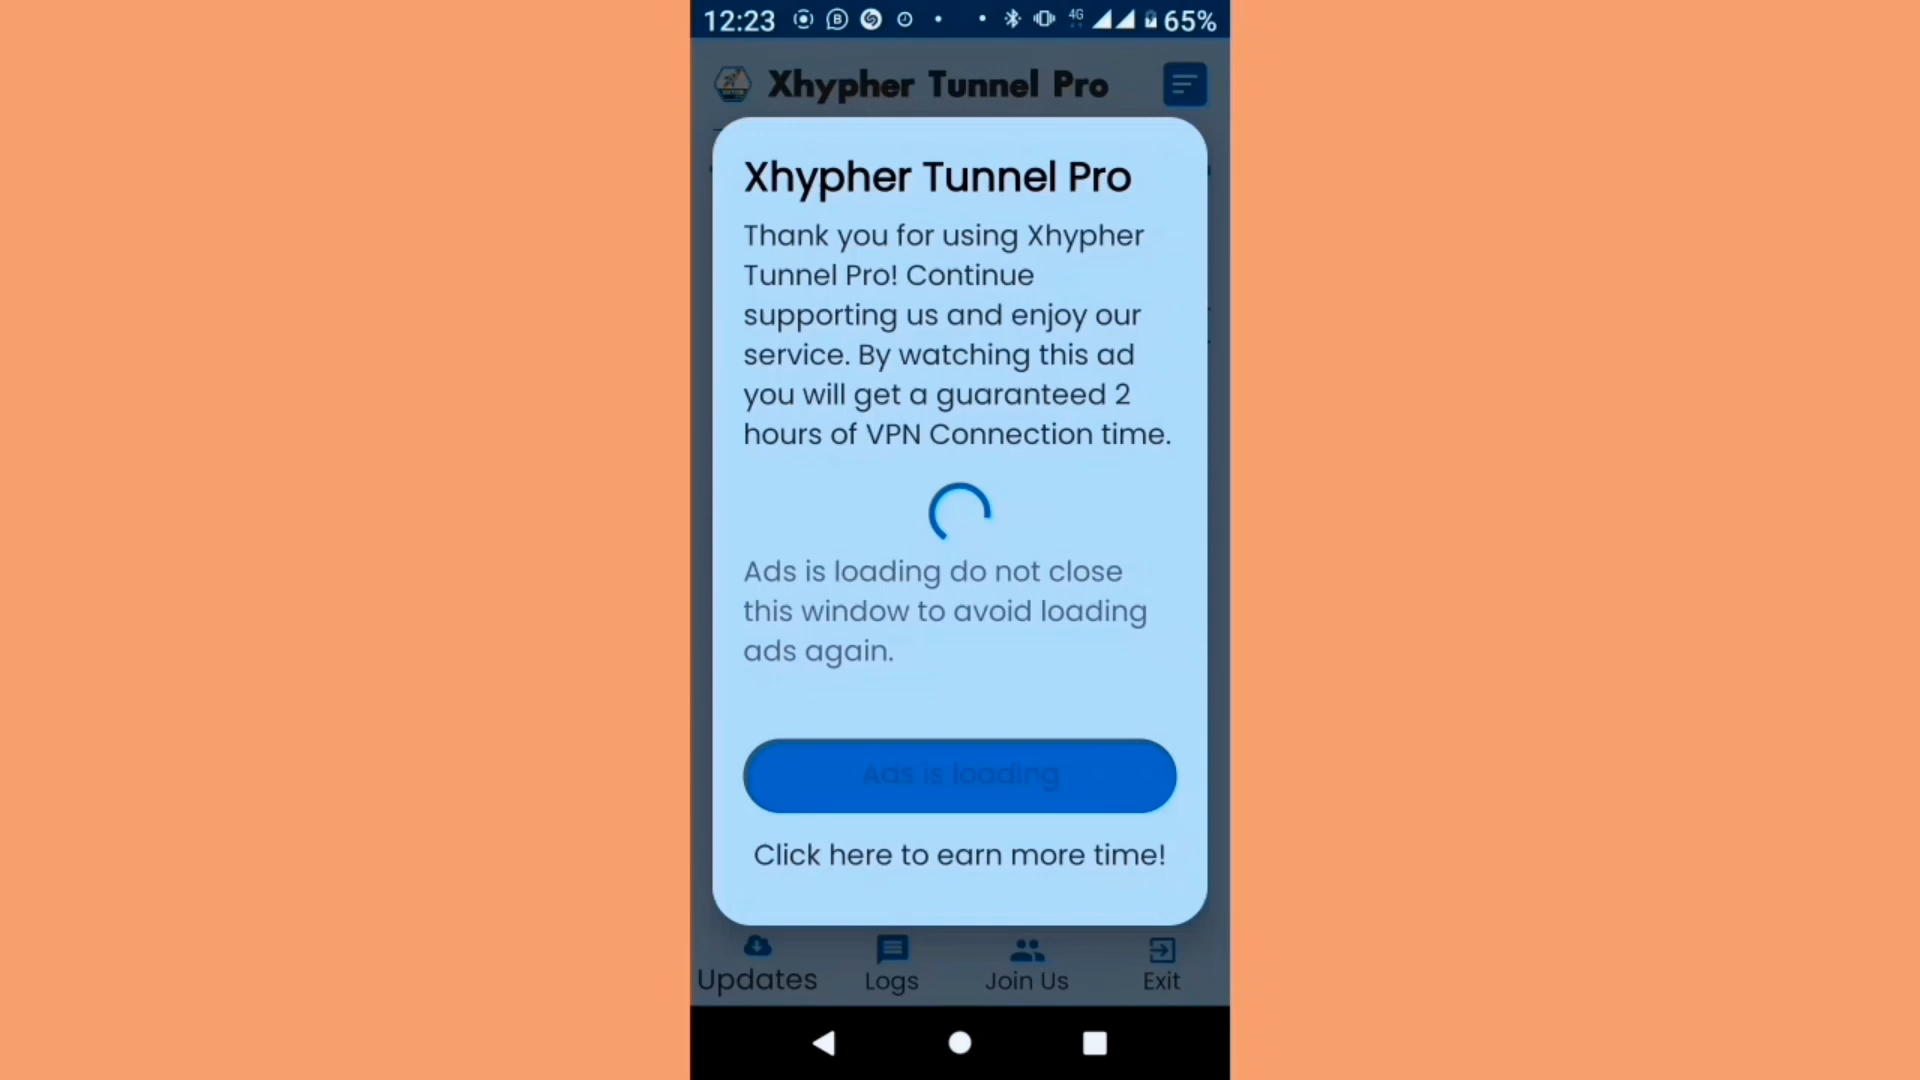 12:23
4G
65%
Xhypher Tunnel Pro
Xhypher Tunnel Pro
Thank you for using Xhypher
Tunnel Pro! Continue
supporting us and enjoy our
service. By watching this ad
you will get a guaranteed 2
hours of VPN Connection time.
Ads is loading do not close
this window to avoid loading
ads again.
Ads is loading
Click here to earn more time!
Updates
Logs
Join Us
Exit